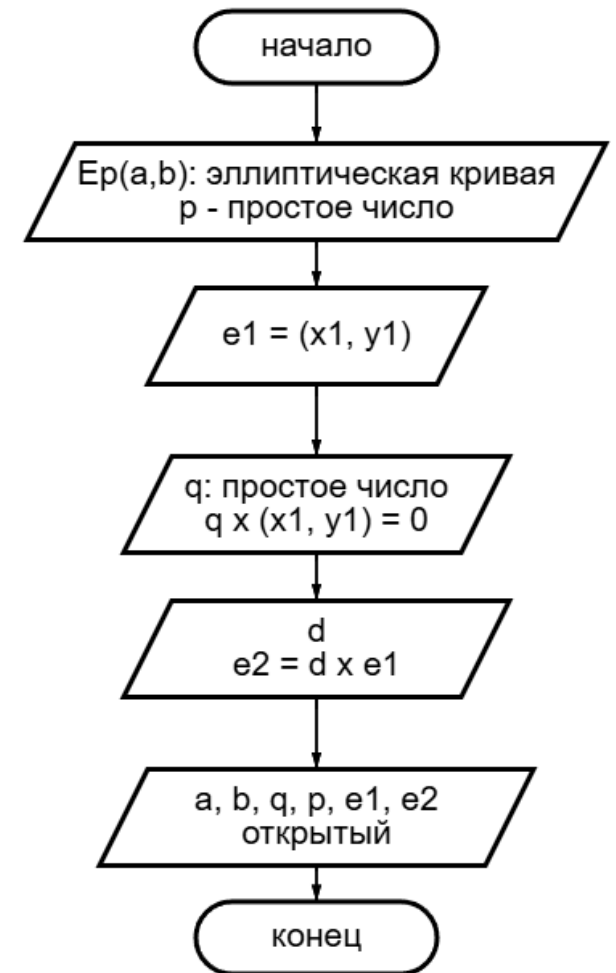 начало
Ep(a,b): эллиптическая кривая
p - простое число
e1 = (x1, y1)
q: простое число
q x (x1, y1) = 0
d
e2 = d x e1
a, b, q, p, e1, e2
открытый
конец